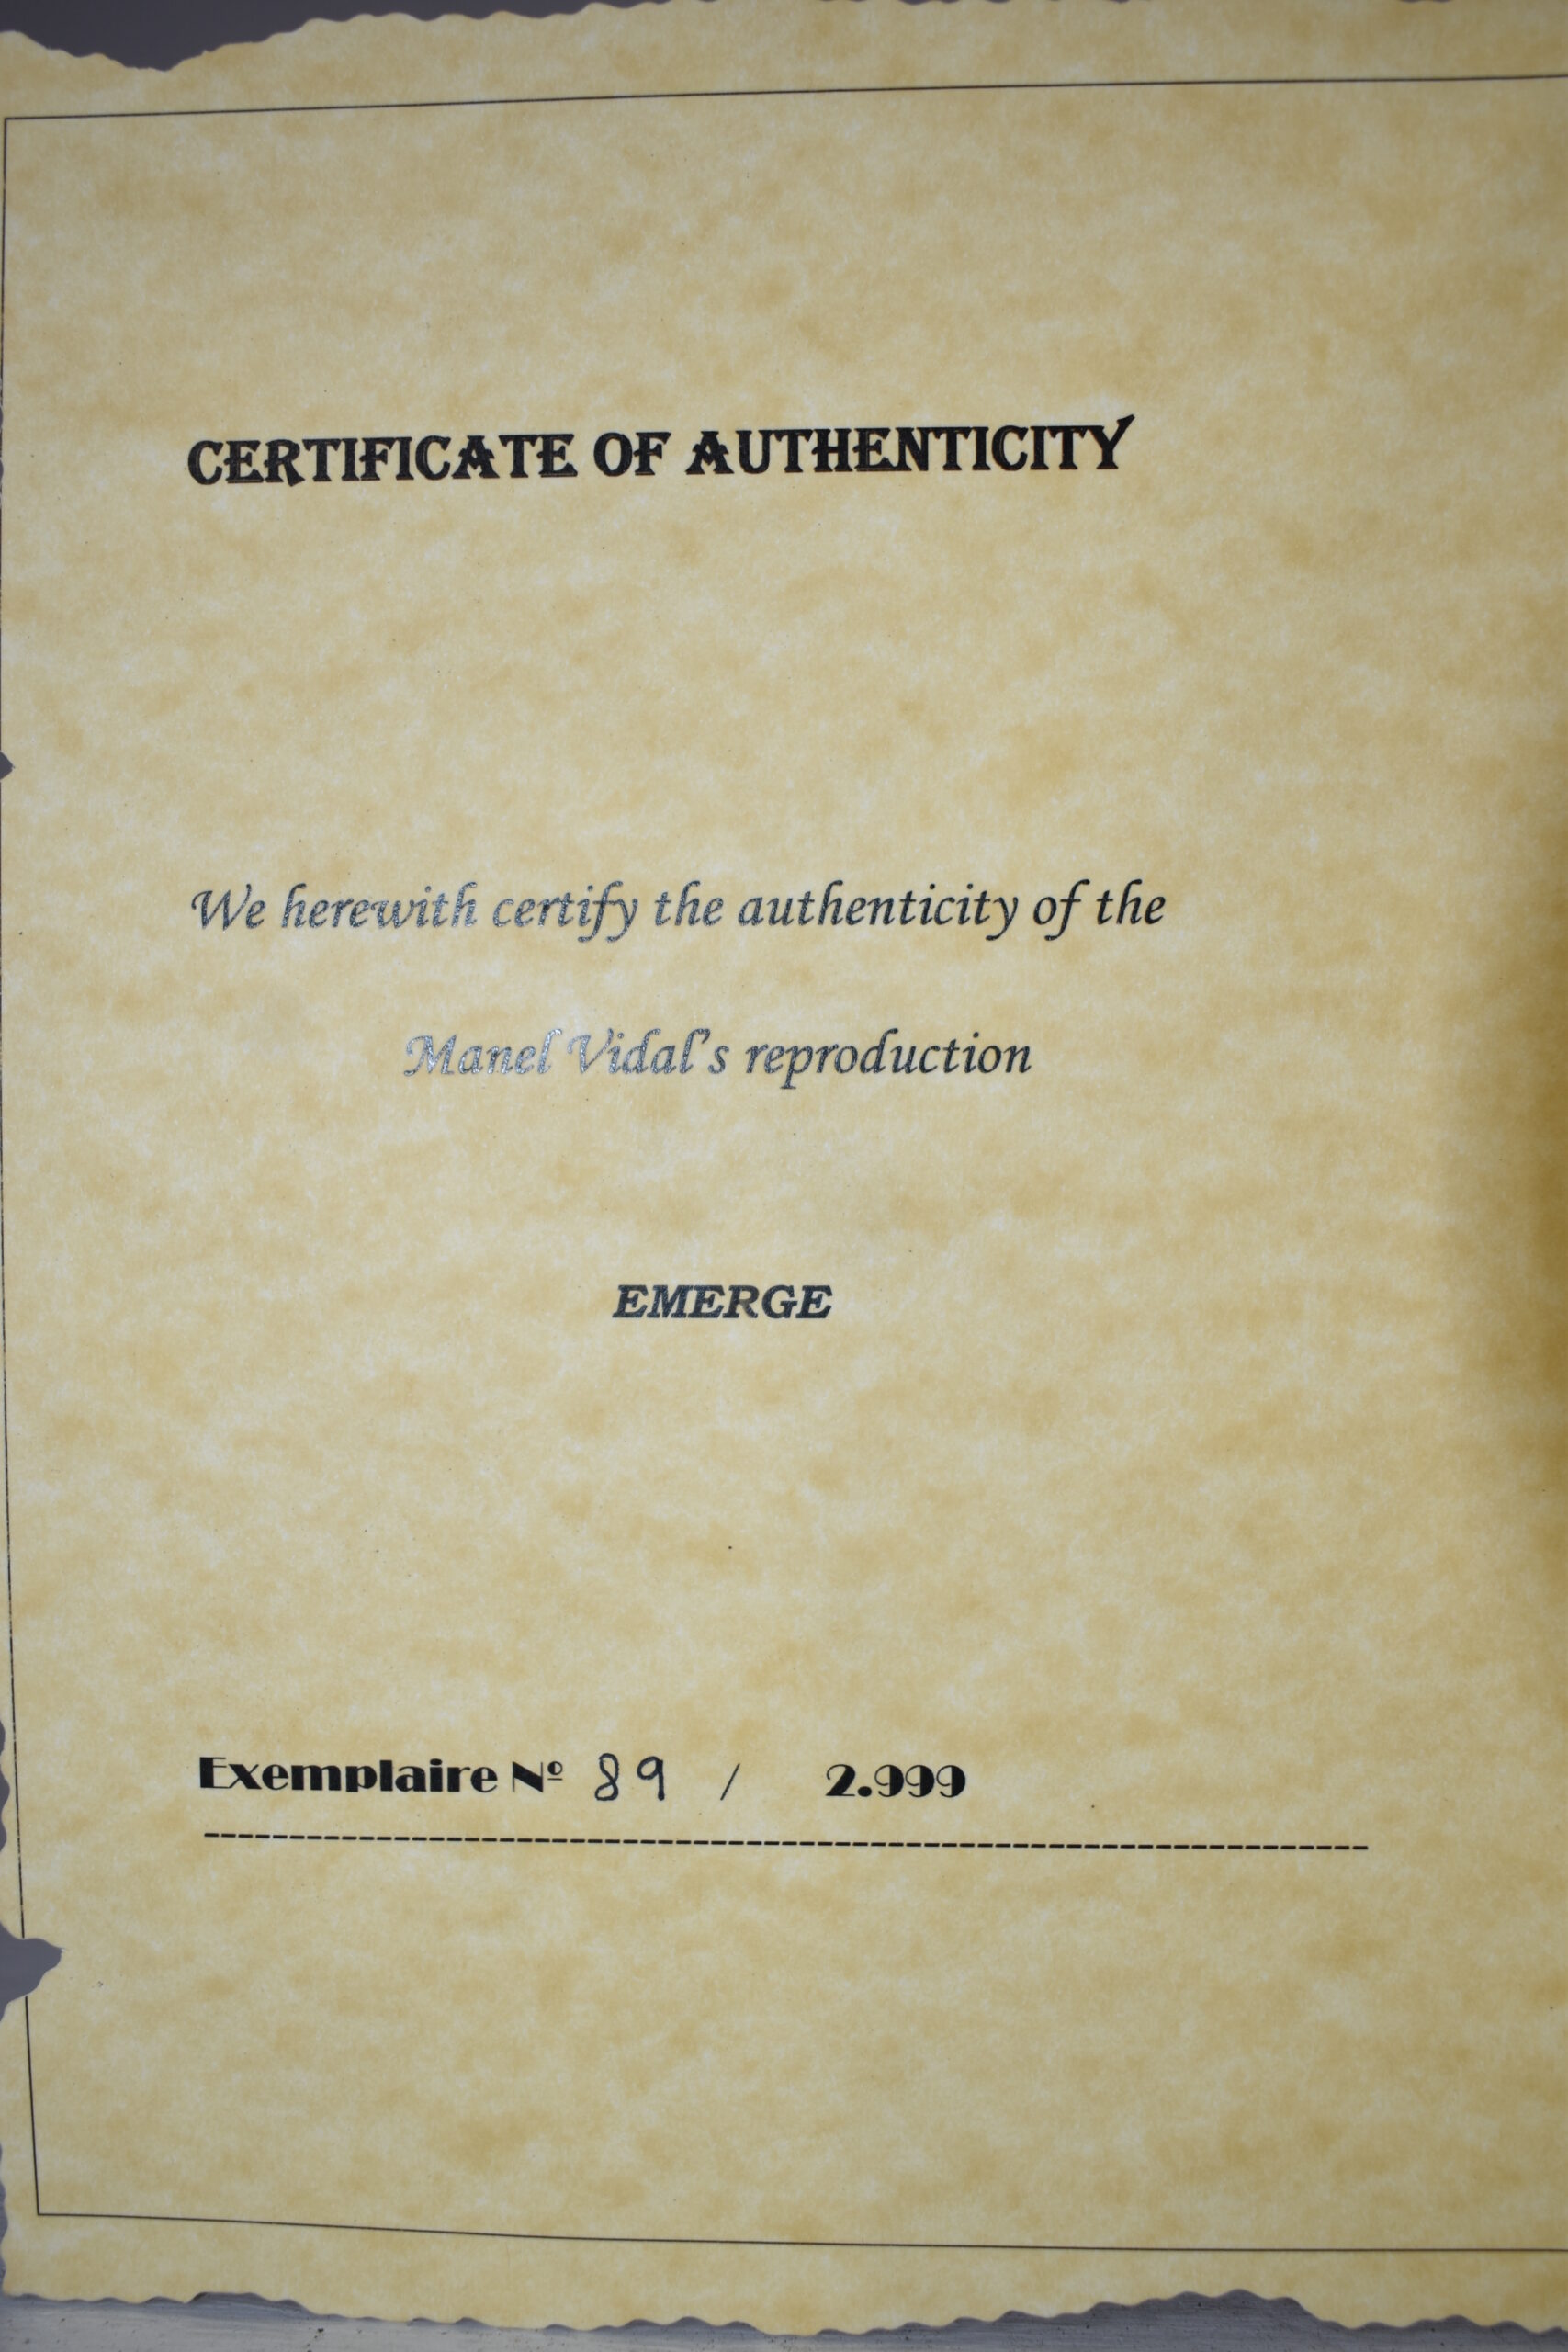 CERTIFICATE OF AUTHENTICITY
We herewith certify the authenticity of the
Manel Vidal's reproduction
EMERGE
Exemplaire Nº 89 / 2.999